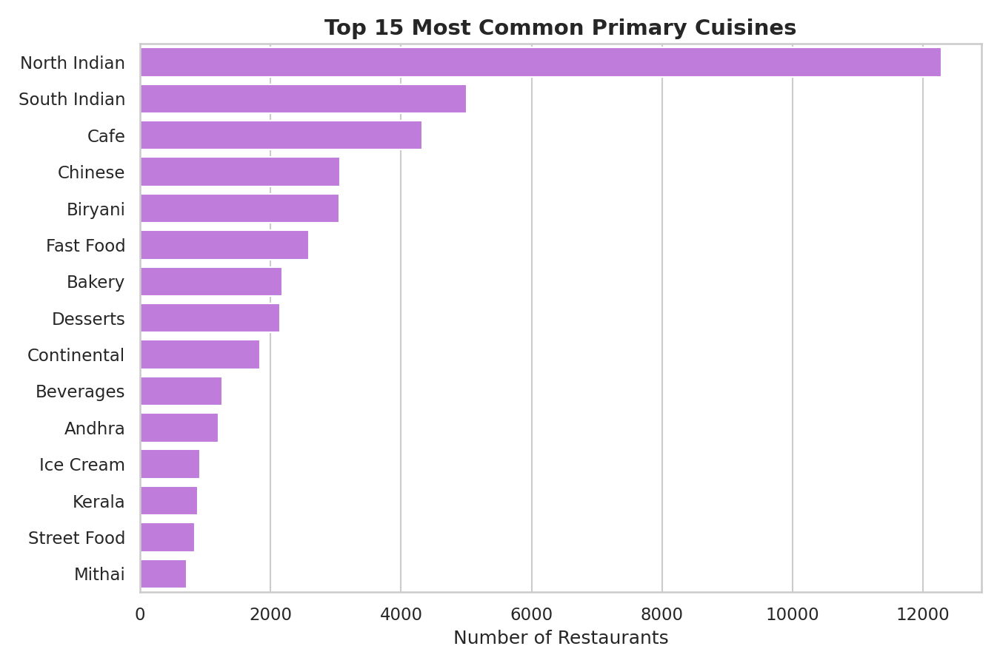 Top 15 Most Common Primary Cuisines
North Indian
South Indian
Cafe
Chinese
Biryani
Fast Food
Bakery
Desserts
Continental
Beverages
Andhra
Ice Cream
Kerala
Street Food
Mithai
0 2000 4000 6000 8000 10000 12000
Number of Restaurants